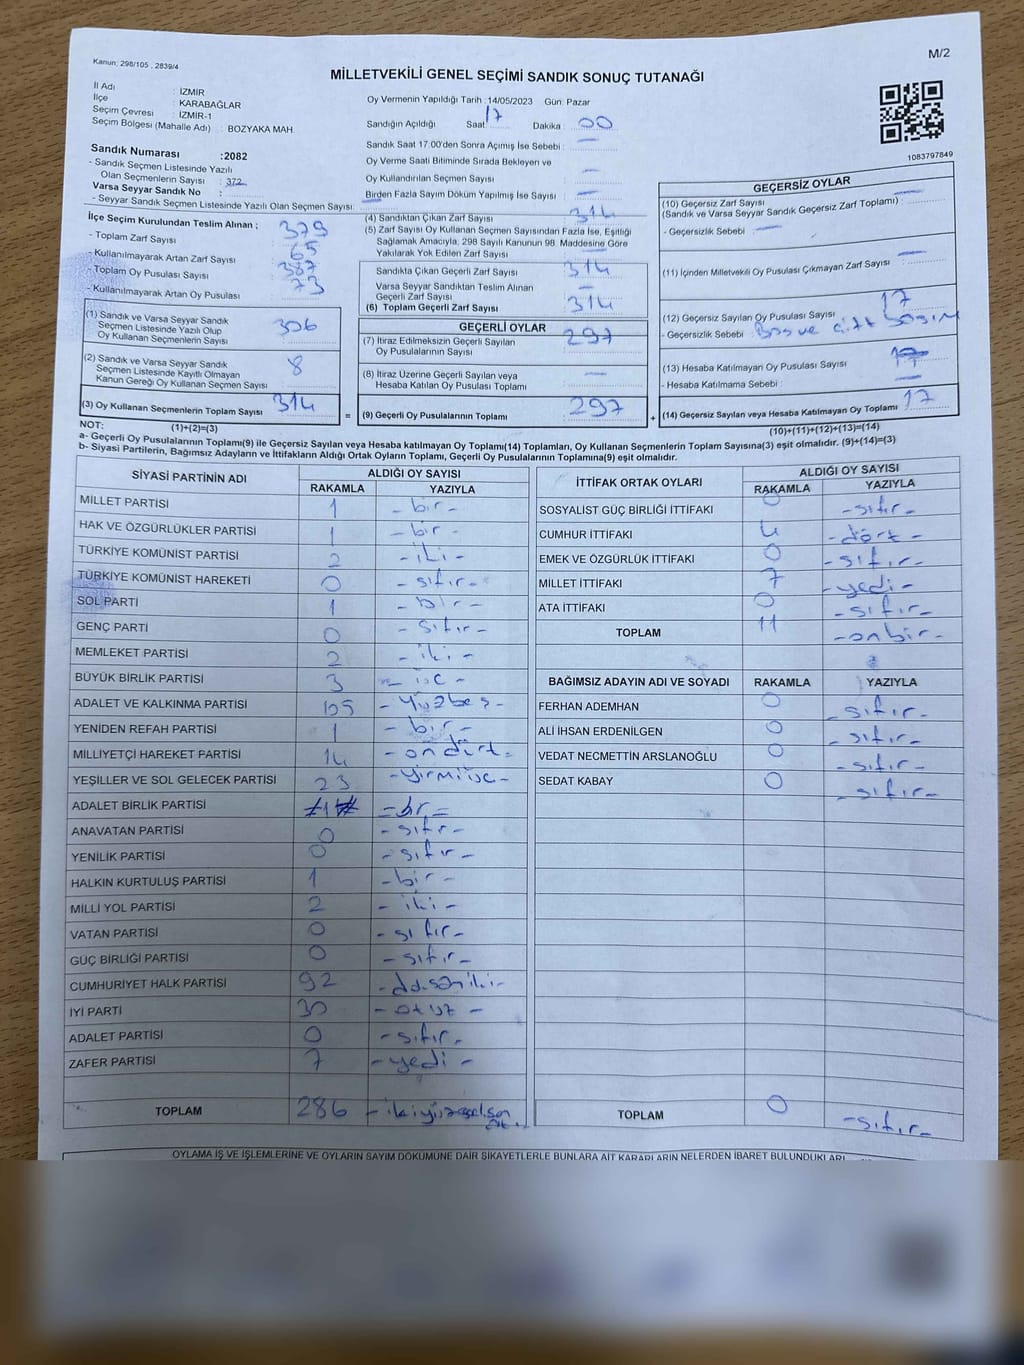 M/2
Kanun; 298/105 , 2839/4
MİLLETVEKİLİ GENEL SEÇİMİ SANDIK SONUÇ TUTANAĞI
İl Adı : İZMİR
İlçe : KARABAĞLAR
Seçim Çevresi : İZMİR-1
Seçim Bölgesi (Mahalle Adı) : BOZYAKA MAH.
Sandık Numarası :2082
- Sandık Seçmen Listesinde Yazılı
Olan Seçmenlerin Sayısı : 372
Varsa Seyyar Sandık No :
- Seyyar Sandık Seçmen Listesinde Yazılı Olan Seçmen Sayısı:
Oy Vermenin Yapıldığı Tarih :14/05/2023 Gün: Pazar
Sandığın Açıldığı Saat: 17 Dakika : 00
Sandık Saat 17.00'den Sonra Açılmış İse Sebebi : —
Oy Verme Saati Bitiminde Sırada Bekleyen ve
Oy Kullandırılan Seçmen Sayısı : —
Birden Fazla Sayım Döküm Yapılmış İse Sayısı : —
1083797849
İlçe Seçim Kurulundan Teslim Alınan ;
- Toplam Zarf Sayısı : 379
- Kullanılmayarak Artan Zarf Sayısı : 65
- Toplam Oy Pusulası Sayısı : 387
- Kullanılmayarak Artan Oy Pusulası : 73
(1) Sandık ve Varsa Seyyar Sandık
Seçmen Listesinde Yazılı Olup
Oy Kullanan Seçmenlerin Sayısı : 306
(2) Sandık ve Varsa Seyyar Sandık
Seçmen Listesinde Kayıtlı Olmayan
Kanun Gereği Oy Kullanan Seçmen Sayısı : 8
(3) Oy Kullanan Seçmenlerin Toplam Sayısı : 314
(4) Sandıktan Çıkan Zarf Sayısı : 314
(5) Zarf Sayısı Oy Kullanan Seçmen Sayısından Fazla İse, Eşitliği
Sağlamak Amacıyla; 298 Sayılı Kanunun 98. Maddesine Göre
Yakılarak Yok Edilen Zarf Sayısı : —
Sandıkta Çıkan Geçerli Zarf Sayısı : 314
Varsa Seyyar Sandıktan Teslim Alınan
Geçerli Zarf Sayısı : —
(6) Toplam Geçerli Zarf Sayısı : 314
GEÇERLİ OYLAR
(7) İtiraz Edilmeksizin Geçerli Sayılan
Oy Pusulalarının Sayısı : 297
(8) İtiraz Üzerine Geçerli Sayılan veya
Hesaba Katılan Oy Pusulası Toplamı : —
= (9) Geçerli Oy Pusulalarının Toplamı : 297
GEÇERSİZ OYLAR
(10) Geçersiz Zarf Sayısı : —
(Sandık ve Varsa Seyyar Sandık Geçersiz Zarf Toplamı)
- Geçersizlik Sebebi : —
(11) İçinden Milletvekili Oy Pusulası Çıkmayan Zarf Sayısı : —
(12) Geçersiz Sayılan Oy Pusulası Sayısı : 17
- Geçersizlik Sebebi : Boş ve çift basım
(13) Hesaba Katılmayan Oy Pusulası Sayısı :
- Hesaba Katılmama Sebebi : —
+ (14) Geçersiz Sayılan veya Hesaba Katılmayan Oy Toplamı : 17
NOT: (1)+(2)=(3)
(10)+(11)+(12)+(13)=(14)
a- Geçerli Oy Pusulalarının Toplamı(9) ile Geçersiz Sayılan veya Hesaba katılmayan Oy Toplamı(14) Toplamları, Oy Kullanan Seçmenlerin Toplam Sayısına(3) eşit olmalıdır. (9)+(14)=(3)
b- Siyasi Partilerin, Bağımsız Adayların ve İttifakların Aldığı Ortak Oyların Toplamı, Geçerli Oy Pusulalarının Toplamına(9) eşit olmalıdır.
SİYASİ PARTİNİN ADI ALDIĞI OY SAYISI
RAKAMLA YAZIYLA
MİLLET PARTİSİ 1 - bir -
HAK VE ÖZGÜRLÜKLER PARTİSİ 1 - bir -
TÜRKİYE KOMÜNİST PARTİSİ 2 - iki -
TÜRKİYE KOMÜNİST HAREKETİ 0 - sıfır -
SOL PARTİ 1 - bir -
GENÇ PARTİ 0 - sıfır -
MEMLEKET PARTİSİ 2 - iki -
BÜYÜK BİRLİK PARTİSİ 3 - üç -
ADALET VE KALKINMA PARTİSİ 105 - yüzbeş -
YENİDEN REFAH PARTİSİ 1 - bir -
MİLLİYETÇİ HAREKET PARTİSİ 14 - ondört -
YEŞİLLER VE SOL GELECEK PARTİSİ 23 - yirmiüç -
ADALET BİRLİK PARTİSİ #1# - bir -
ANAVATAN PARTİSİ 0 - sıfır -
YENİLİK PARTİSİ 0 - sıfır -
HALKIN KURTULUŞ PARTİSİ 1 - bir -
MİLLİ YOL PARTİSİ 2 - iki -
VATAN PARTİSİ 0 - sıfır -
GÜÇ BİRLİĞİ PARTİSİ 0 - sıfır -
CUMHURİYET HALK PARTİSİ 92 - doksaniki -
İYİ PARTİ 30 - otuz -
ADALET PARTİSİ 0 - sıfır -
ZAFER PARTİSİ 7 - yedi -
TOPLAM 286 - ikiyüzseksen altı -
İTTİFAK ORTAK OYLARI ALDIĞI OY SAYISI
RAKAMLA YAZIYLA
SOSYALİST GÜÇ BİRLİĞİ İTTİFAKI 0 - sıfır -
CUMHUR İTTİFAKI 4 - dört -
EMEK VE ÖZGÜRLÜK İTTİFAKI 0 - sıfır -
MİLLET İTTİFAKI 7 - yedi -
ATA İTTİFAKI 0 - sıfır -
TOPLAM 11 - onbir -
BAĞIMSIZ ADAYIN ADI VE SOYADI RAKAMLA YAZIYLA
FERHAN ADEMHAN 0 - sıfır -
ALİ İHSAN ERDENİLGEN 0 - sıfır -
VEDAT NECMETTİN ARSLANOĞLU 0 - sıfır -
SEDAT KABAY 0 - sıfır -
TOPLAM 0 - sıfır -
OYLAMA İŞ VE İŞLEMLERİNE VE OYLARIN SAYIM DÖKÜMÜNE DAİR ŞİKAYETLERLE BUNLARA AİT KARARLARIN NELERDEN İBARET BULUNDUKLARI